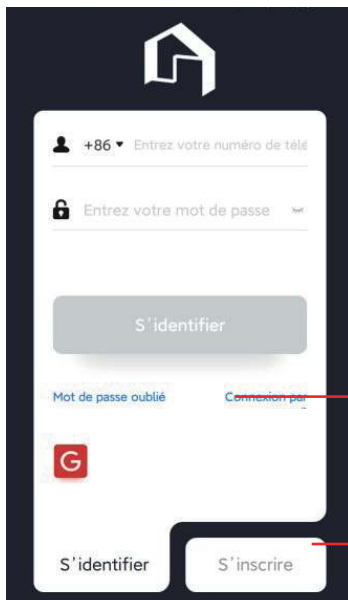 +86 Entrez votre numéro de télé
Entrez votre mot de passe
S'identifier
Mot de passe oublié Connexion par
G
S'identifier S'inscrire